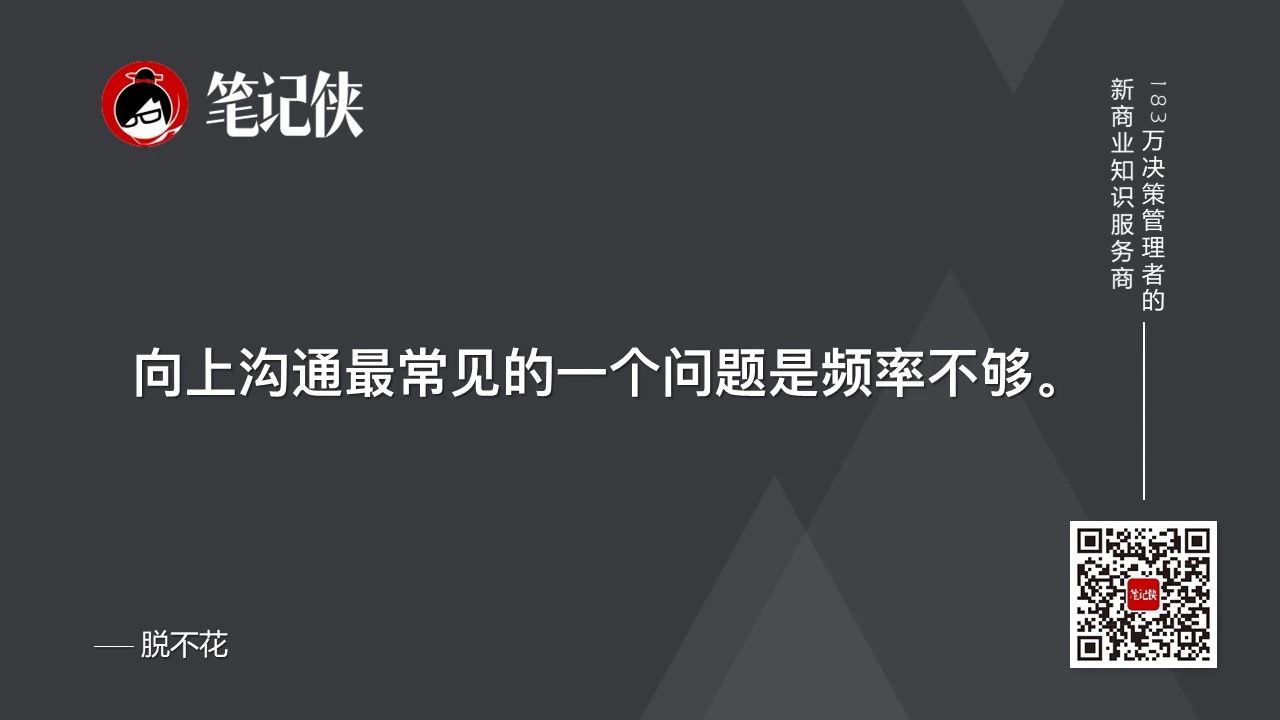 笔记侠
183万决策管理者的
新商业知识服务商
向上沟通最常见的一个问题是频率不够。
—— 脱不花
笔记侠